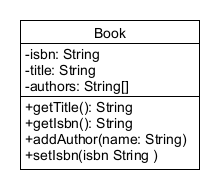 Book
-isbn: String
-title: String
-authors: String[]
+getTitle(): String
+getIsbn(): String
+addAuthor(name: String)
+setIsbn(isbn String )